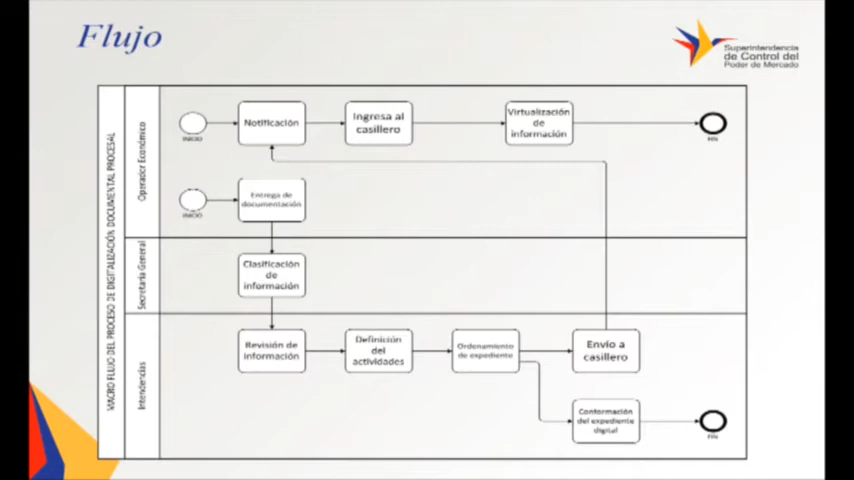 Flujo
Superintendencia
de Control del
Poder de Mercado
MACRO FLUJO DEL PROCESO DE DIGITALIZACIÓN DOCUMENTAL PROCESAL
Operador Económico
INICIO
Notificación
Ingresa al
casillero
Virtualización
de
información
FIN
INICIO
Entrega de
documentación
Secretaría General
Clasificación
de
información
Intendencias
Revisión de
información
Definición
del
actividades
Ordenamiento
de expediente
Envío a
casillero
Conformación
del expediente
digital
FIN